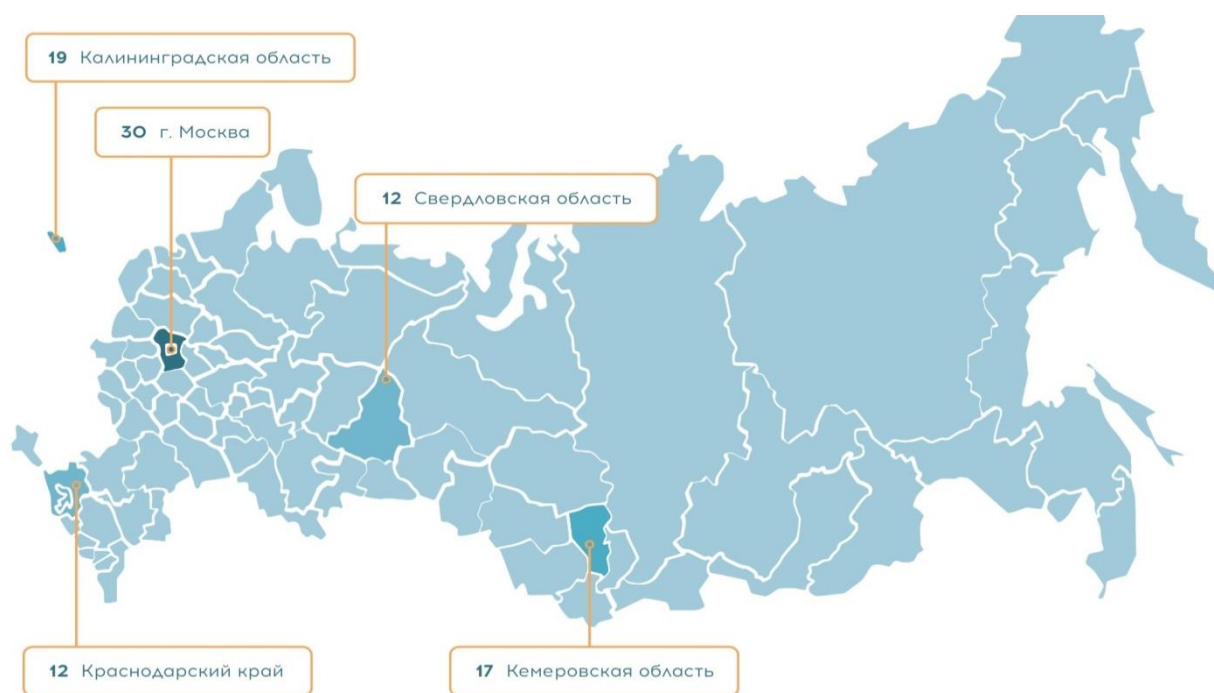 19 Калининградская область
30 г. Москва
12 Свердловская область
12 Краснодарский край
17 Кемеровская область